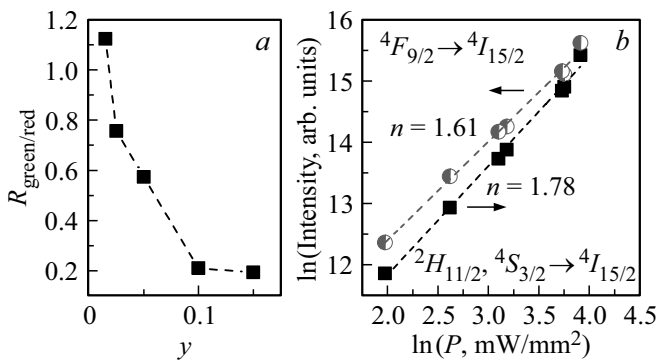 a
1.2
1.0
0.8
0.6
0.4
0.2
0
0.1
y
R_green/red
b
16
15
14
13
12
2.0
2.5
3.0
3.5
4.0
ln(P, mW/mm²)
ln(Intensity, arb. units)
⁴F₉/₂→⁴I₁₅/₂
n = 1.61
n = 1.78
²H₁₁/₂, ⁴S₃/₂→⁴I₁₅/₂